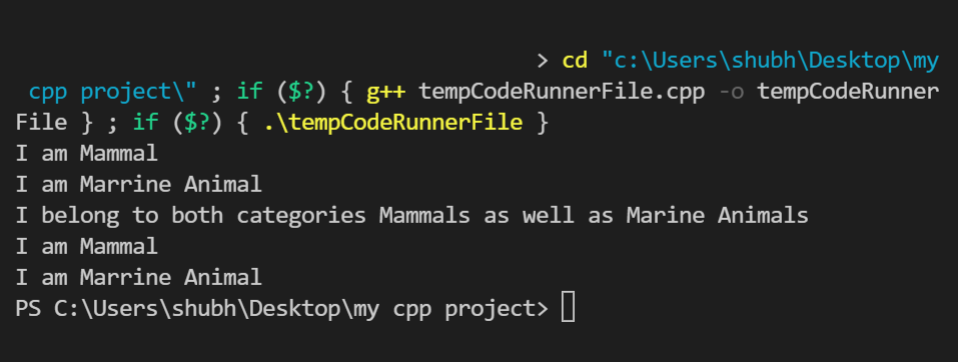 > cd "c:\Users\shubh\Desktop\my
cpp project\" ; if ($?) { g++ tempCodeRunnerFile.cpp -o tempCodeRunner
File } ; if ($?) { .\tempCodeRunnerFile }
I am Mammal
I am Marrine Animal
I belong to both categories Mammals as well as Marine Animals
I am Mammal
I am Marrine Animal
PS C:\Users\shubh\Desktop\my cpp project>